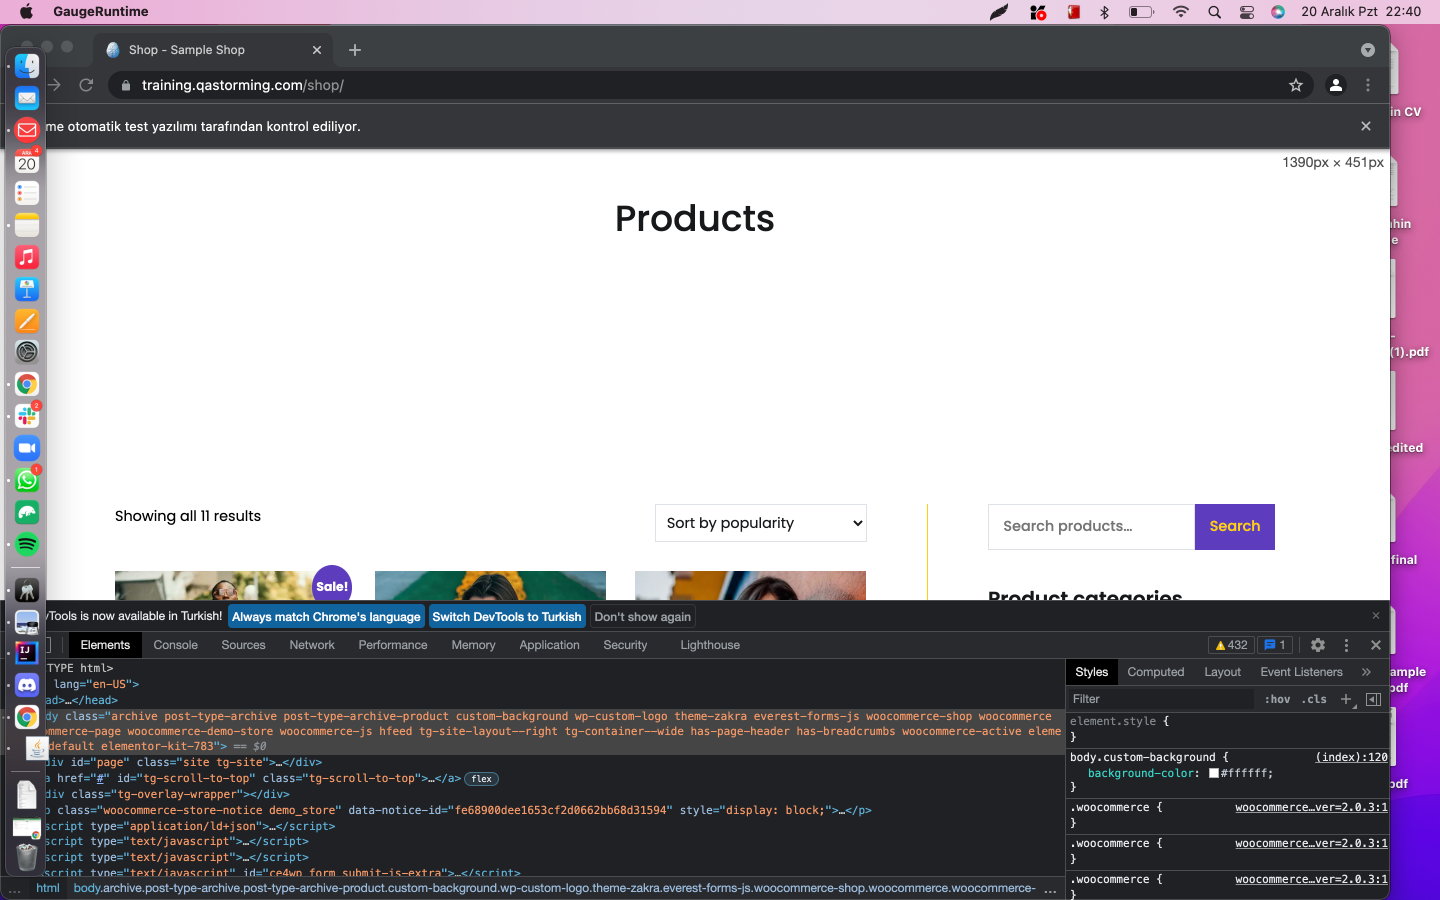 GaugeRuntime
20 Aralık Pzt 22:40
Shop - Sample Shop
training.qastorming.com/shop/
me otomatik test yazılımı tarafından kontrol ediliyor.
1390px × 451px
Products
Showing all 11 results
Sort by popularity
Search products…
Search
Sale!
Product categories
Tools is now available in Turkish!
Always match Chrome's language
Switch DevTools to Turkish
Don't show again
Elements
Console
Sources
Network
Performance
Memory
Application
Security
Lighthouse
432
1
TYPE html>
lang="en-US">
ad>…</head>
dy class="archive post-type-archive post-type-archive-product custom-background wp-custom-logo theme-zakra everest-forms-js woocommerce-shop woocommerce
mmerce-page woocommerce-demo-store woocommerce-js hfeed tg-site-layout--right tg-container--wide has-page-header has-breadcrumbs woocommerce-active eleme
default elementor-kit-783"> == $0
div id="page" class="site tg-site">…</div>
a href="#" id="tg-scroll-to-top" class="tg-scroll-to-top">…</a> flex
div class="tg-overlay-wrapper"></div>
p class="woocommerce-store-notice demo_store" data-notice-id="fe68900dee1653cf2d0662bb68d31594" style="display: block;">…</p>
script type="application/ld+json">…</script>
script type="text/javascript">…</script>
script type="text/javascript">…</script>
script type="text/javascript" id="ce4wp_form_submit-js-extra">…</script>
… html body.archive.post-type-archive.post-type-archive-product.custom-background.wp-custom-logo.theme-zakra.everest-forms-js.woocommerce-shop.woocommerce.woocommerce- …
Styles
Computed
Layout
Event Listeners
Filter
:hov .cls
element.style {
}
body.custom-background { (index):120
background-color: #ffffff;
}
.woocommerce { woocommerce…ver=2.0.3:1
}
.woocommerce { woocommerce…ver=2.0.3:1
}
.woocommerce { woocommerce…ver=2.0.3:1
}
in CV
hin
e
-
(1).pdf
edited
final
ample
pdf
pdf
20
4
2
1